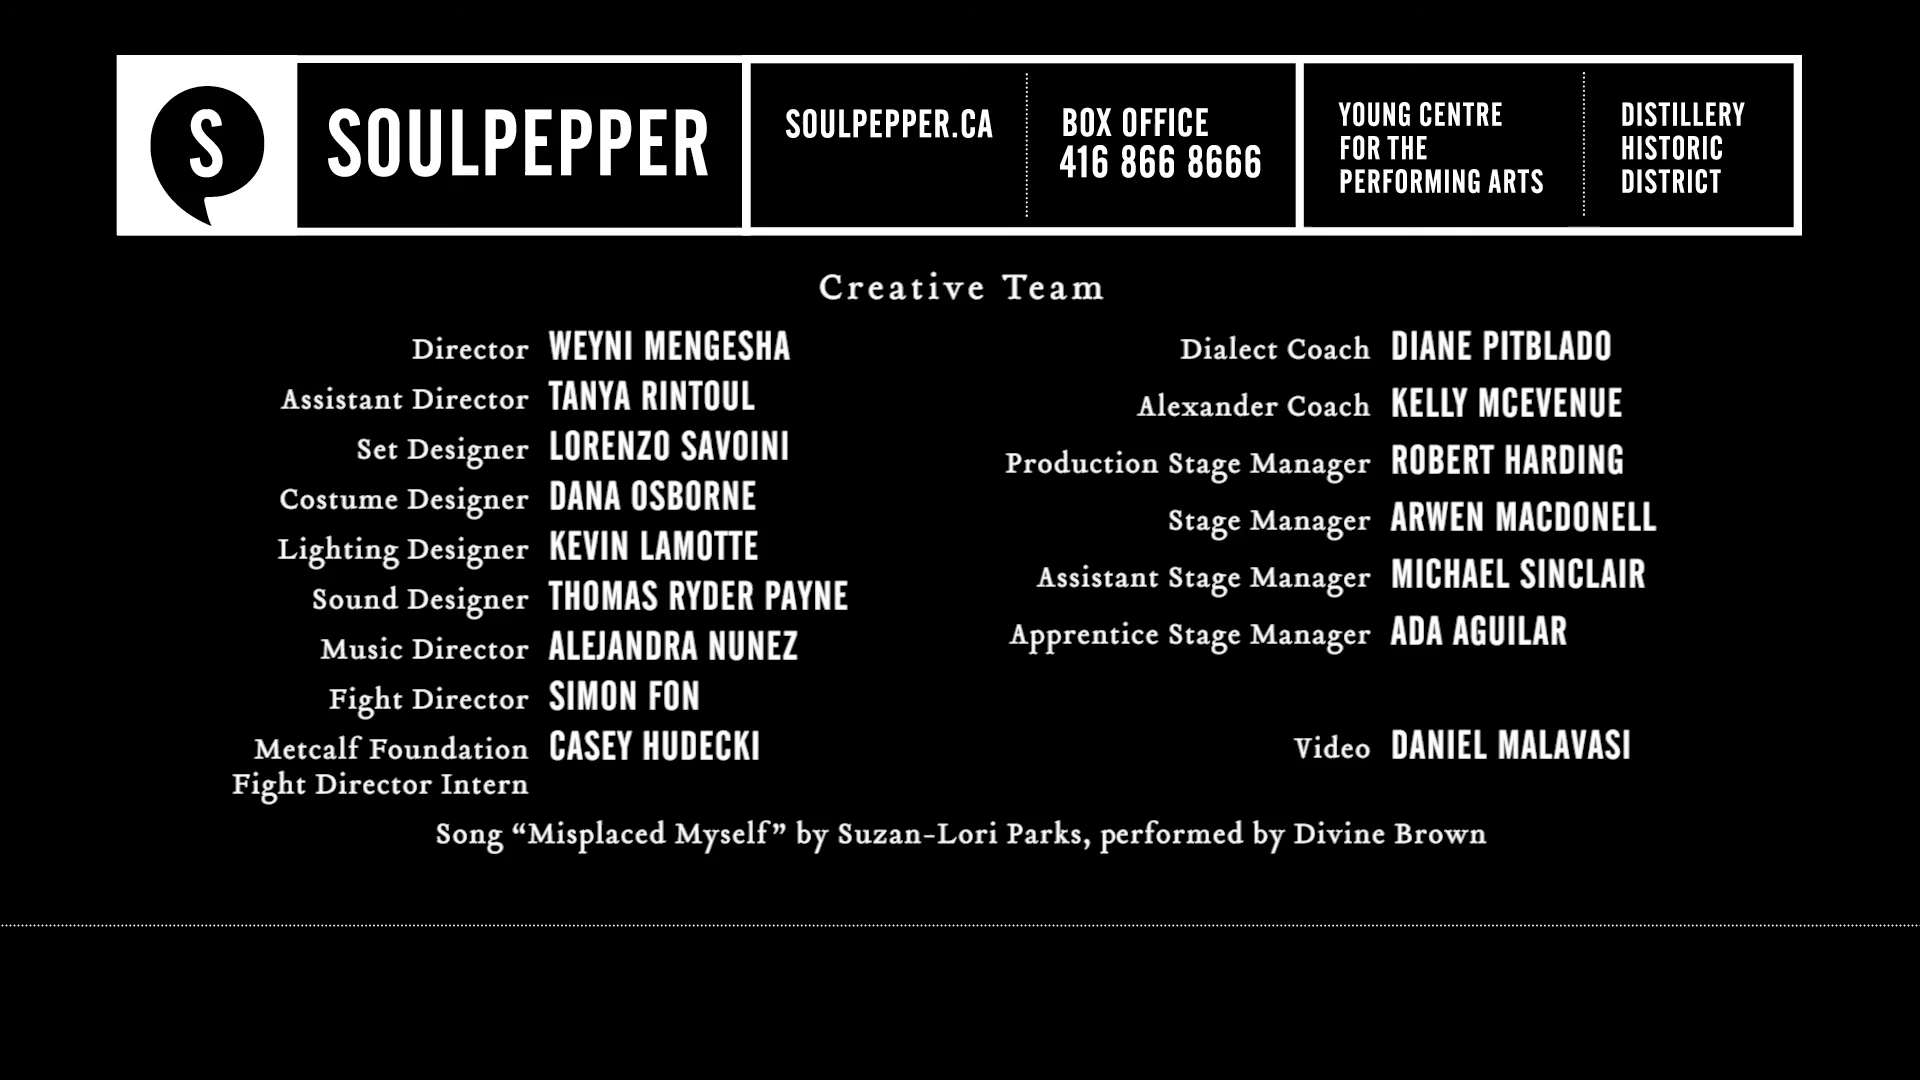 S
SOULPEPPER
SOULPEPPER.CA
BOX OFFICE
416 866 8666
YOUNG CENTRE
FOR THE
PERFORMING ARTS
DISTILLERY
HISTORIC
DISTRICT
Creative Team
Director WEYNI MENGESHA
Assistant Director TANYA RINTOUL
Set Designer LORENZO SAVOINI
Costume Designer DANA OSBORNE
Lighting Designer KEVIN LAMOTTE
Sound Designer THOMAS RYDER PAYNE
Music Director ALEJANDRA NUNEZ
Fight Director SIMON FON
Metcalf Foundation CASEY HUDECKI
Fight Director Intern
Dialect Coach DIANE PITBLADO
Alexander Coach KELLY MCEVENUE
Production Stage Manager ROBERT HARDING
Stage Manager ARWEN MACDONELL
Assistant Stage Manager MICHAEL SINCLAIR
Apprentice Stage Manager ADA AGUILAR
Video DANIEL MALAVASI
Song “Misplaced Myself” by Suzan-Lori Parks, performed by Divine Brown